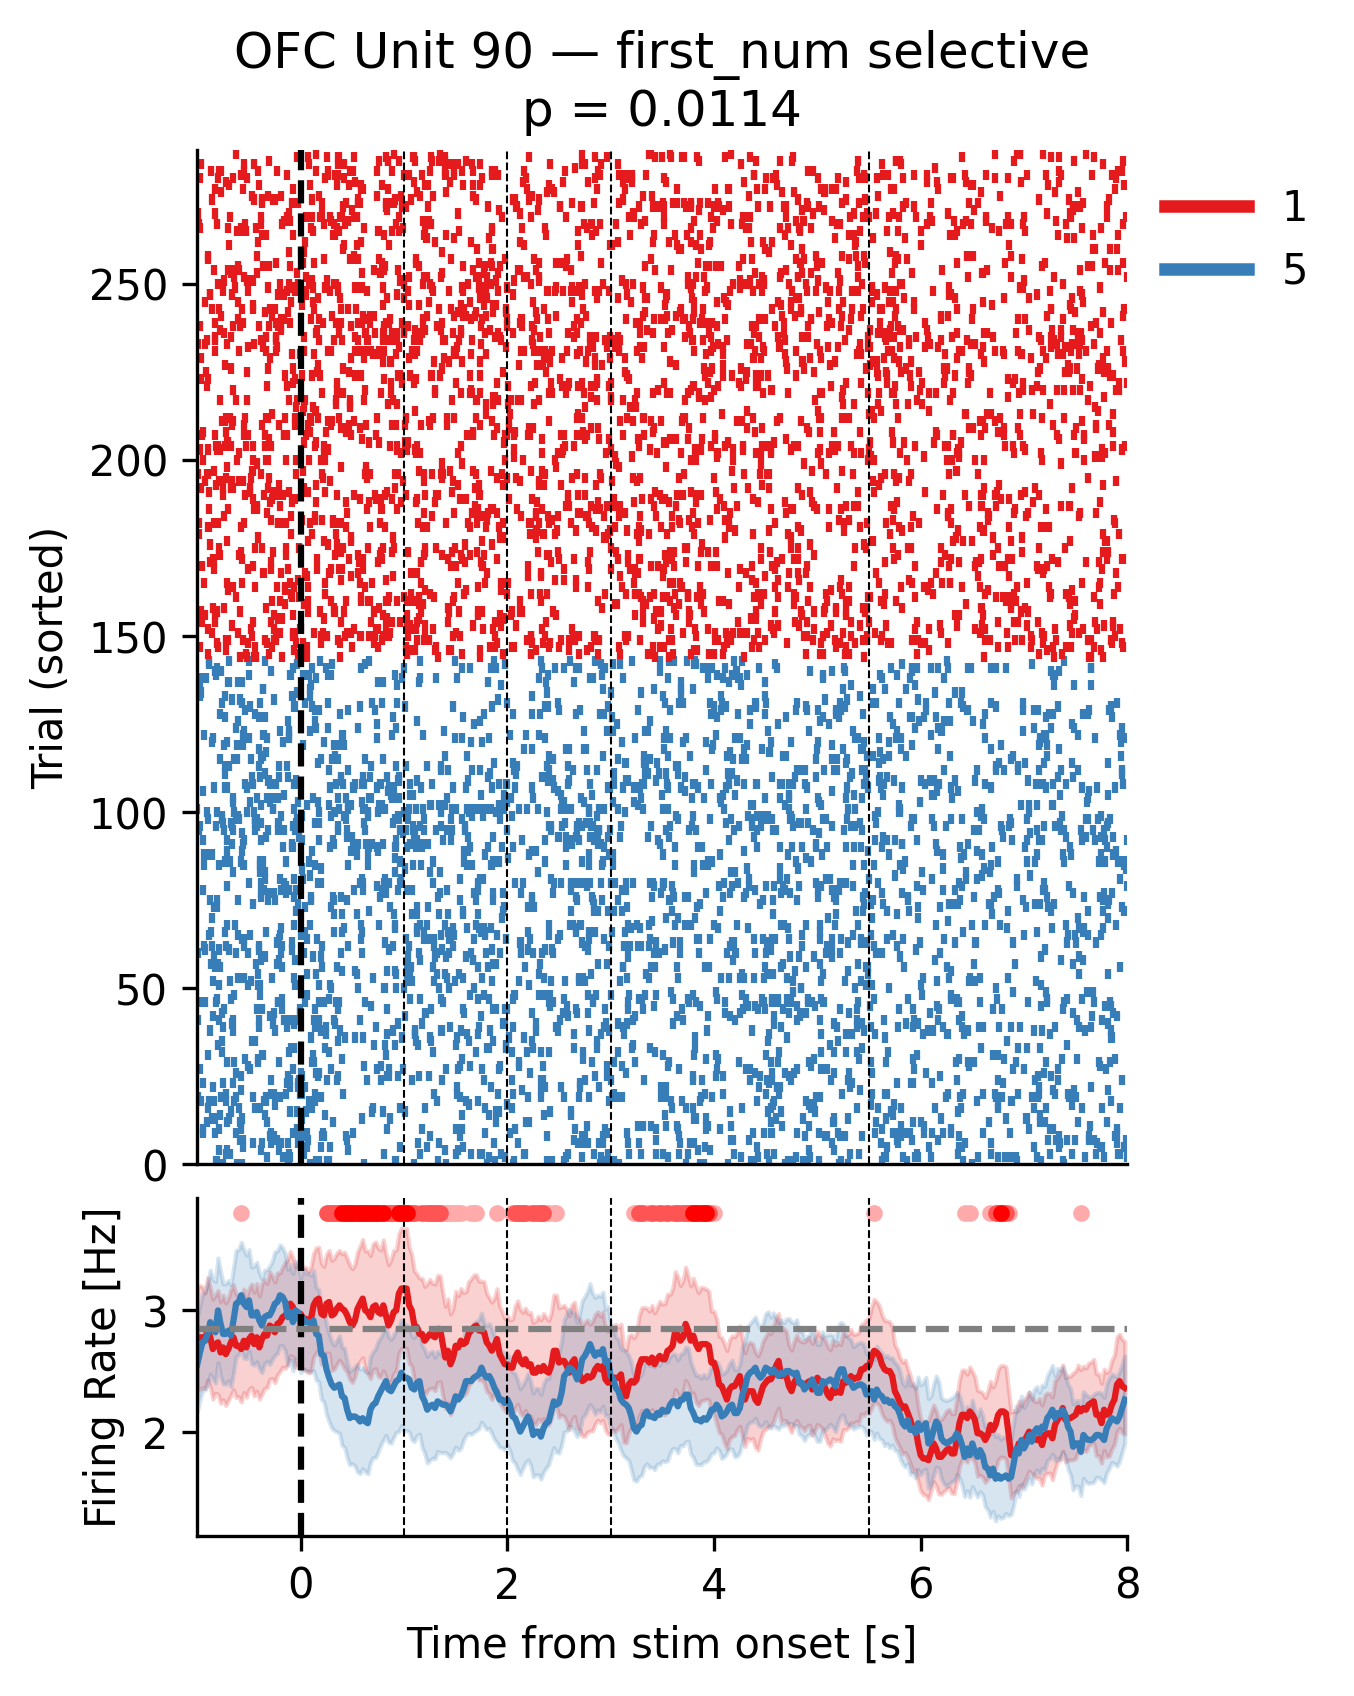 OFC Unit 90 — first_num selective
p = 0.0114
1
5
Trial (sorted)
250
200
150
100
50
0
Firing Rate [Hz]
3
2
0 2 4 6 8
Time from stim onset [s]